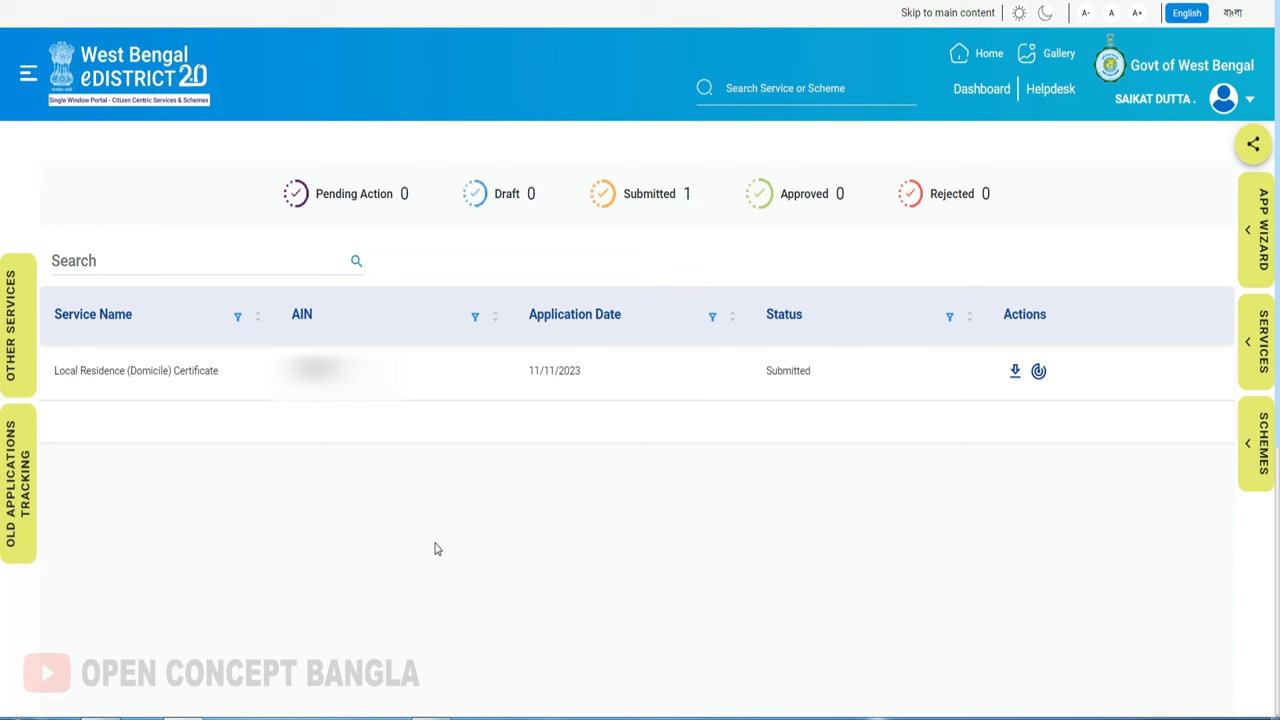 Skip to main content
A-
A
A+
English
বাংলা
West Bengal
eDISTRICT 2.0
Single Window Portal - Citizen Centric Services & Schemes
Search Service or Scheme
Home
Gallery
Dashboard
Helpdesk
Govt of West Bengal
SAIKAT DUTTA .
Pending Action 0
Draft 0
Submitted 1
Approved 0
Rejected 0
Search
Service Name
AIN
Application Date
Status
Actions
Local Residence (Domicile) Certificate
11/11/2023
Submitted
OTHER SERVICES
OLD APPLICATIONS
TRACKING
APP WIZARD
SERVICES
SCHEMES
OPEN CONCEPT BANGLA